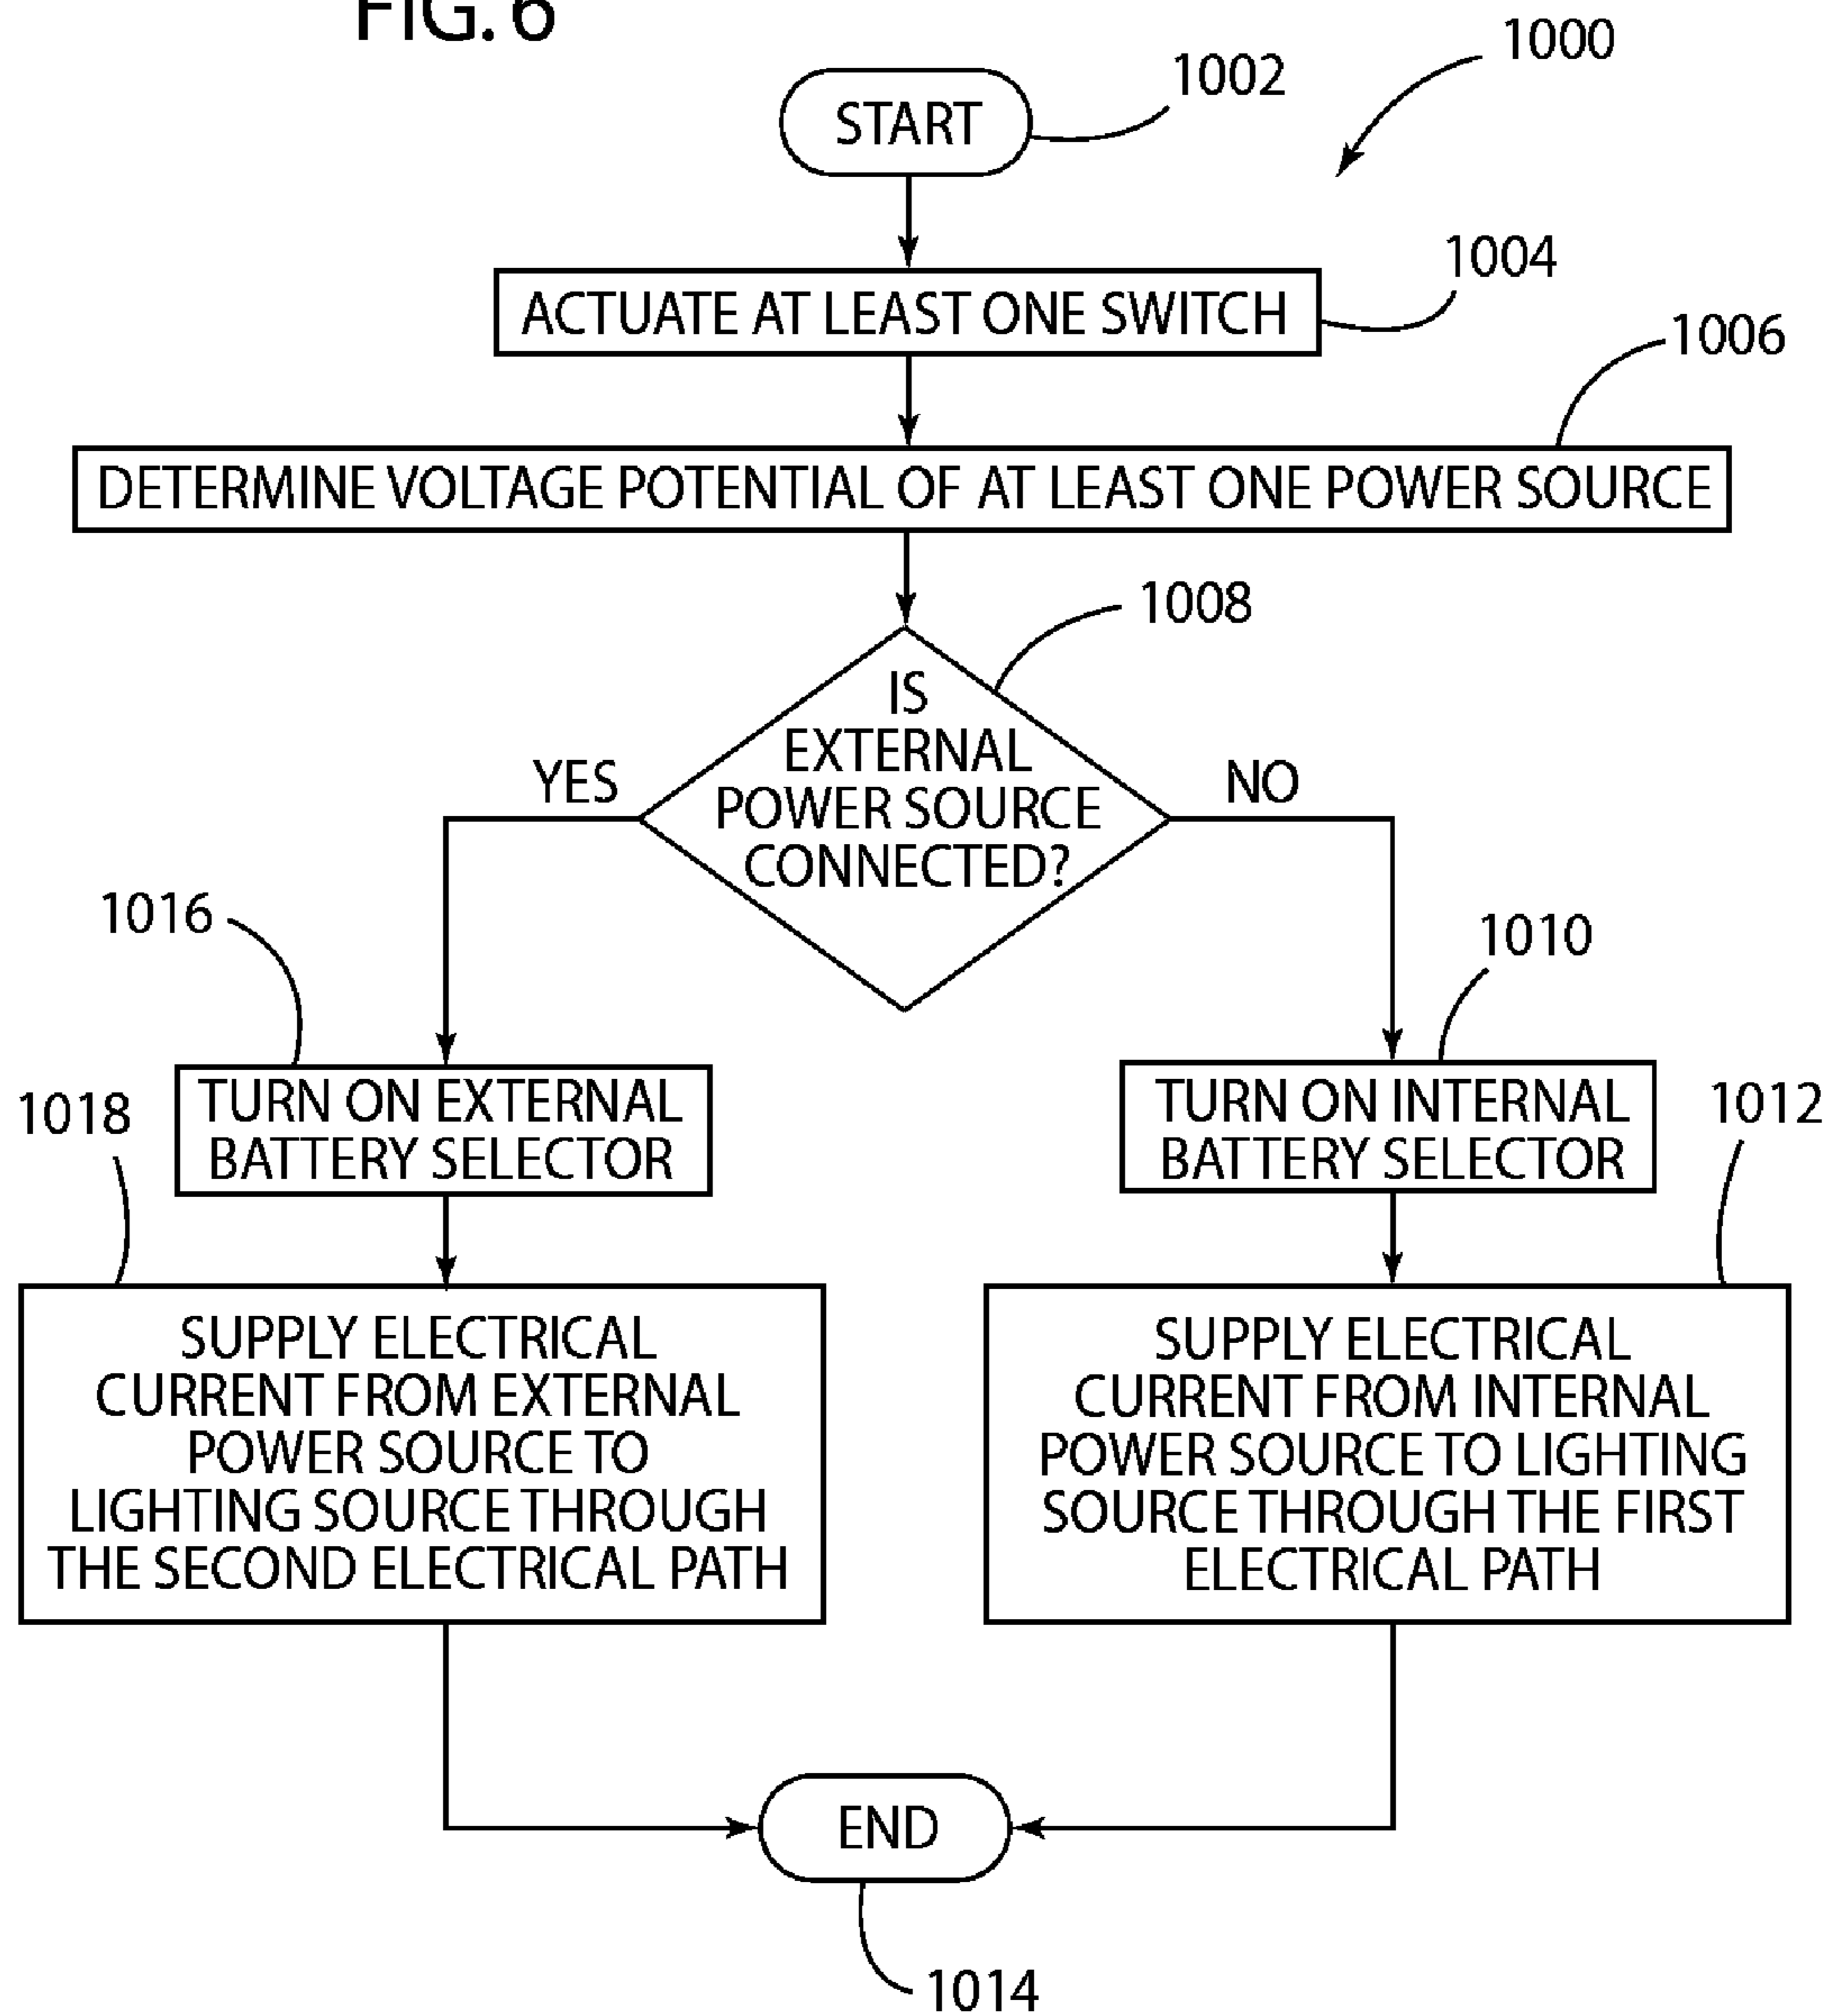 FIG. 6
1000
1002
START
1004
ACTUATE AT LEAST ONE SWITCH
1006
DETERMINE VOLTAGE POTENTIAL OF AT LEAST ONE POWER SOURCE
1008
IS
EXTERNAL
POWER SOURCE
CONNECTED?
YES
NO
1016
1010
TURN ON EXTERNAL
BATTERY SELECTOR
TURN ON INTERNAL
BATTERY SELECTOR
1018
1012
SUPPLY ELECTRICAL
CURRENT FROM EXTERNAL
POWER SOURCE TO
LIGHTING SOURCE THROUGH
THE SECOND ELECTRICAL PATH
SUPPLY ELECTRICAL
CURRENT FROM INTERNAL
POWER SOURCE TO LIGHTING
SOURCE THROUGH THE FIRST
ELECTRICAL PATH
END
1014